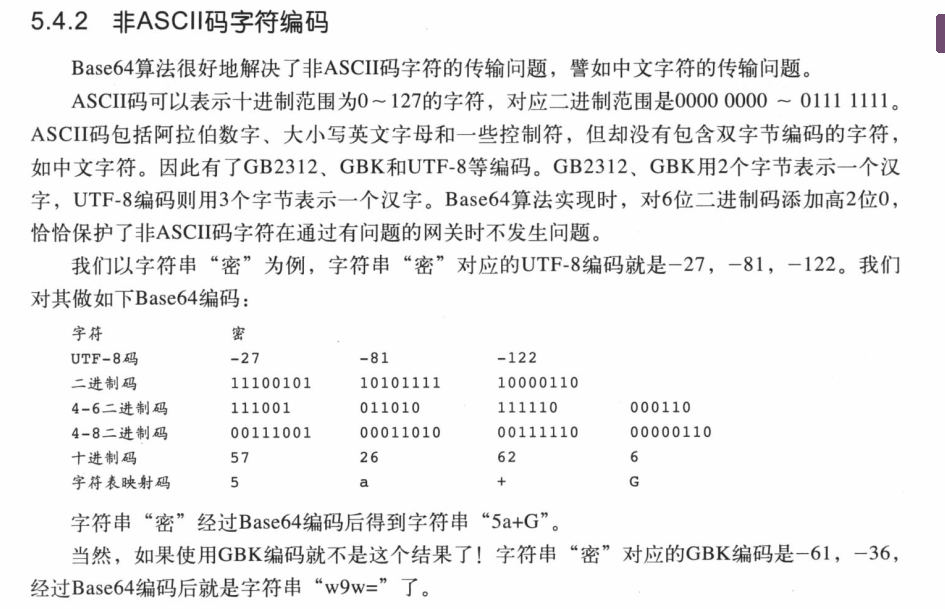 5.4.2 非ASCII码字符编码
Base64算法很好地解决了非ASCII码字符的传输问题，譬如中文字符的传输问题。
ASCII码可以表示十进制范围为0～127的字符，对应二进制范围是0000 0000 ～ 0111 1111。
ASCII码包括阿拉伯数字、大小写英文字母和一些控制符，但却没有包含双字节编码的字符，
如中文字符。因此有了GB2312、GBK和UTF-8等编码。GB2312、GBK用2个字节表示一个汉
字，UTF-8编码则用3个字节表示一个汉字。Base64算法实现时，对6位二进制码添加高2位0，
恰恰保护了非ASCII码字符在通过有问题的网关时不发生问题。
我们以字符串“密”为例，字符串“密”对应的UTF-8编码就是−27，−81，−122。我们
对其做如下Base64编码：
字符 密
UTF-8码 -27 -81 -122
二进制码 11100101 10101111 10000110
4-6二进制码 111001 011010 111110 000110
4-8二进制码 00111001 00011010 00111110 00000110
十进制码 57 26 62 6
字符表映射码 5 a + G
字符串“密”经过Base64编码后得到字符串“5a+G”。
当然，如果使用GBK编码就不是这个结果了！字符串“密”对应的GBK编码是−61，−36，
经过Base64编码后就是字符串“w9w=”了。